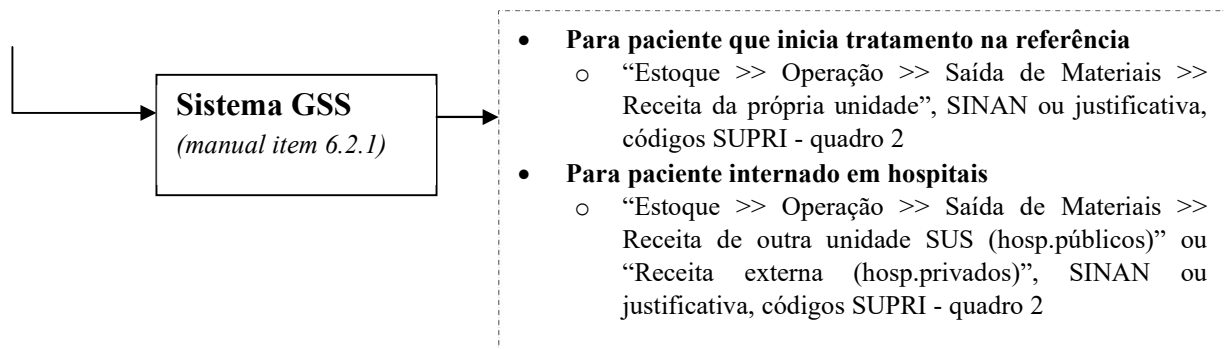 Sistema GSS
(manual item 6.2.1)
• Para paciente que inicia tratamento na referência
o “Estoque >> Operação >> Saída de Materiais >>
Receita da própria unidade”, SINAN ou justificativa,
códigos SUPRI - quadro 2
• Para paciente internado em hospitais
o “Estoque >> Operação >> Saída de Materiais >>
Receita de outra unidade SUS (hosp.públicos)” ou
“Receita externa (hosp.privados)”, SINAN ou
justificativa, códigos SUPRI - quadro 2